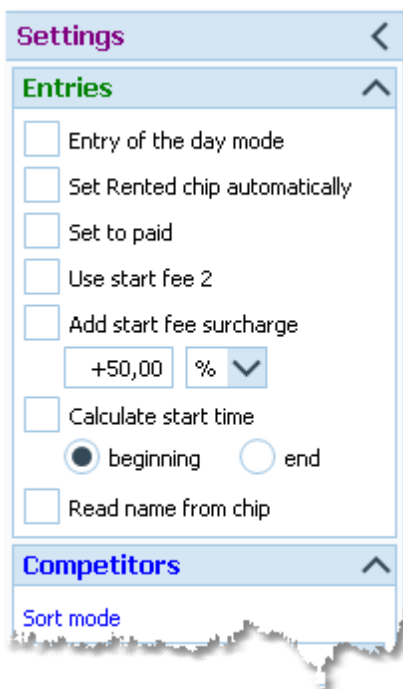 Settings
Entries
Entry of the day mode
Set Rented chip automatically
Set to paid
Use start fee 2
Add start fee surcharge
+50,00 %
Calculate start time
beginning end
Read name from chip
Competitors
Sort mode